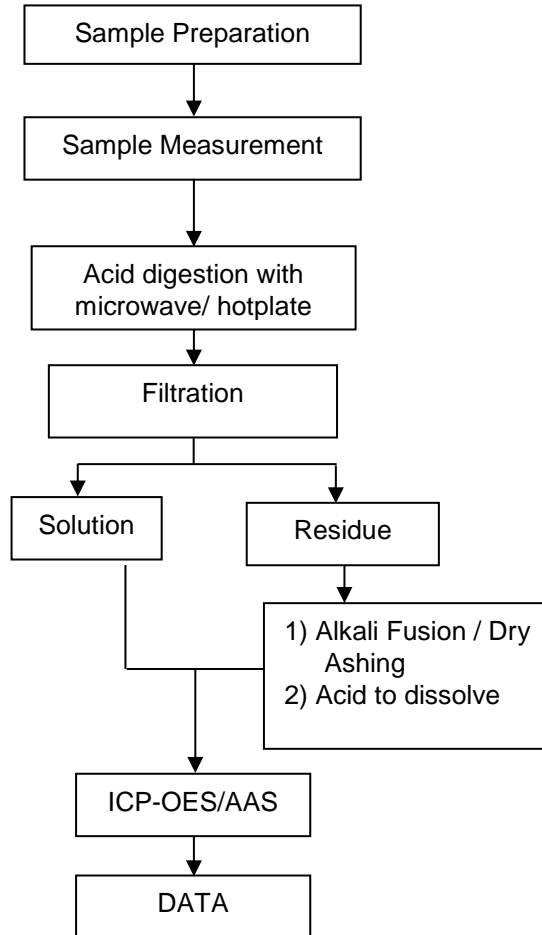 Sample Preparation
Sample Measurement
Acid digestion with
microwave/ hotplate
Filtration
Solution
Residue
1) Alkali Fusion / Dry
Ashing
2) Acid to dissolve
ICP-OES/AAS
DATA